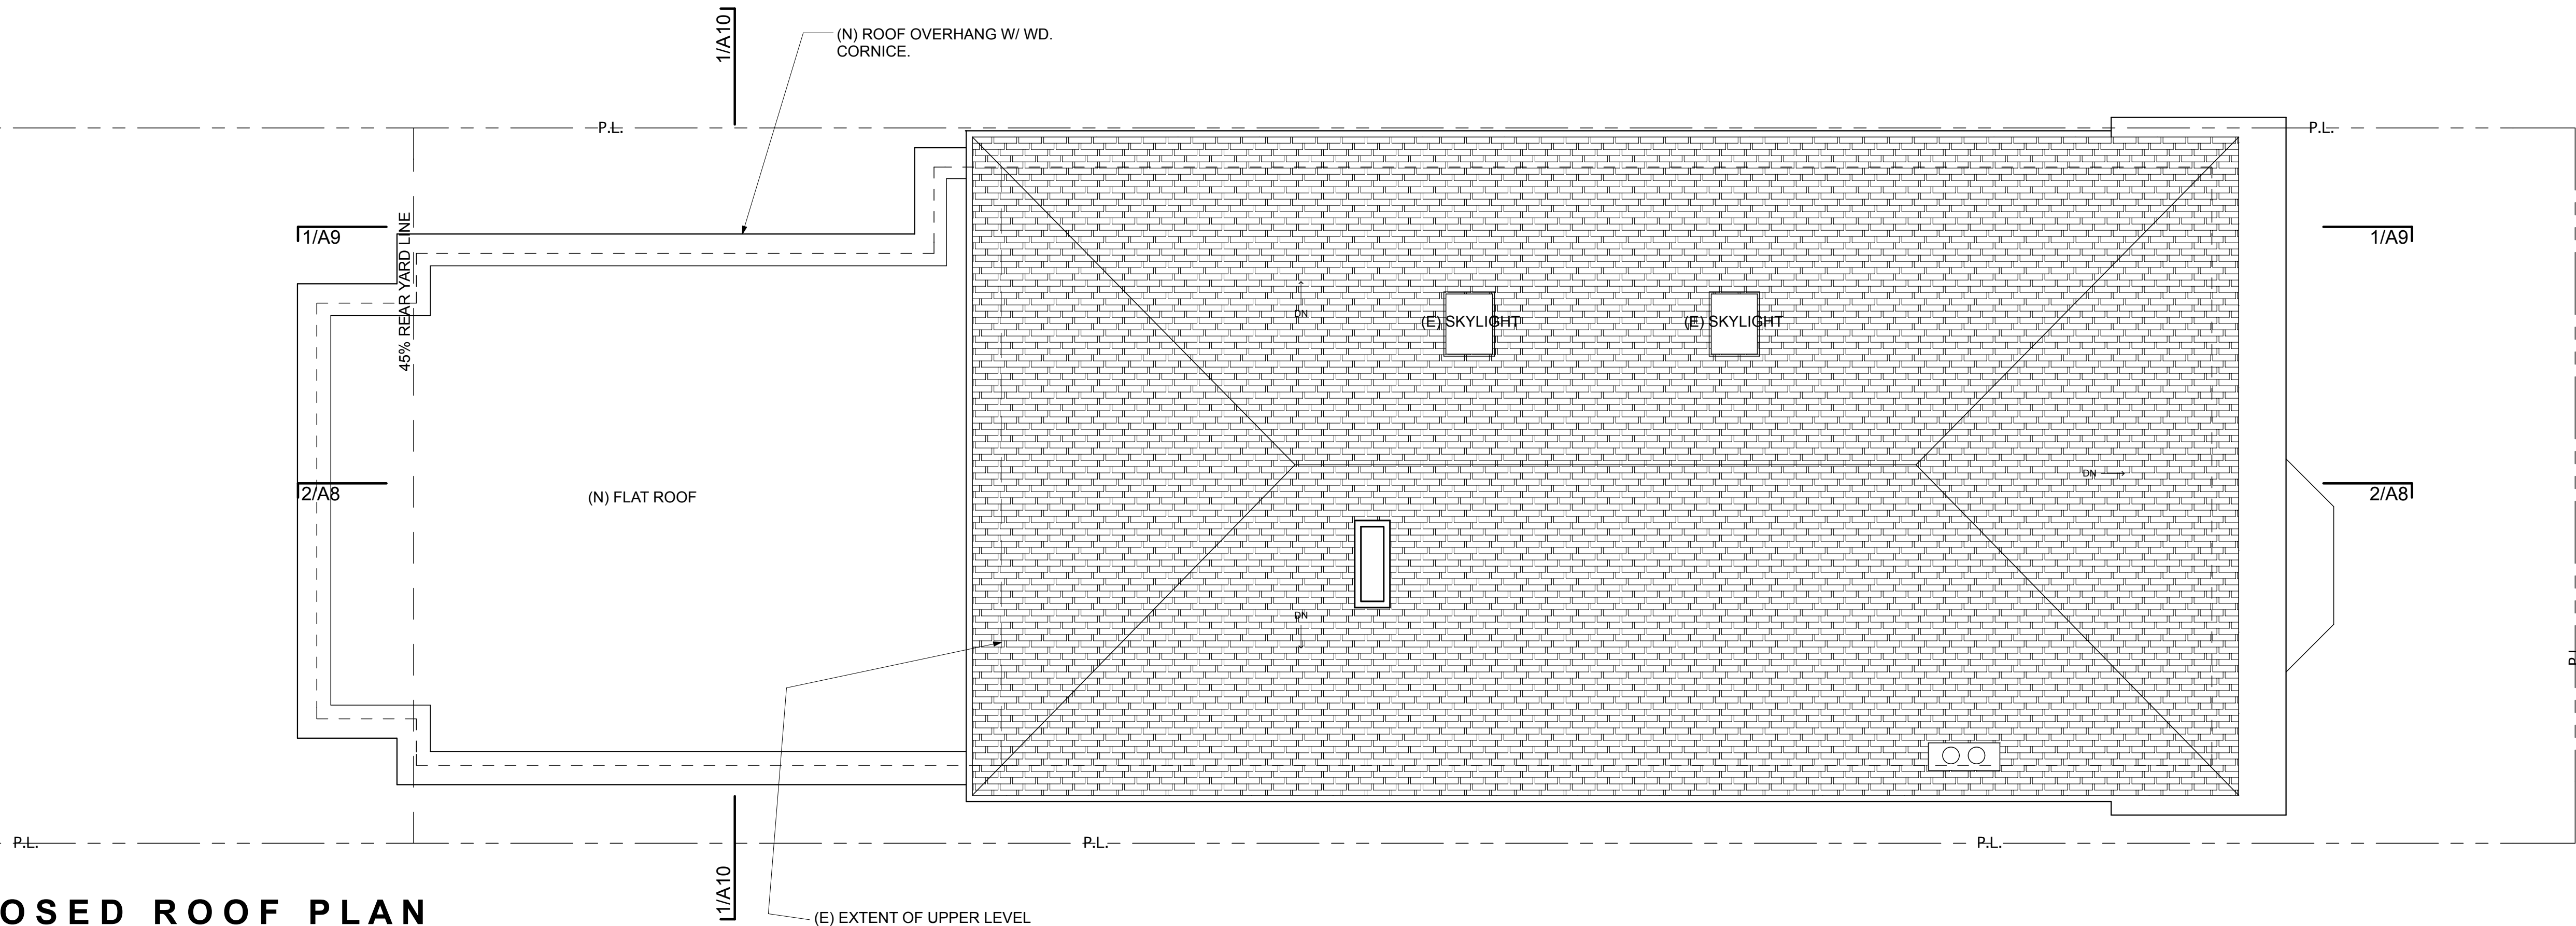 1/A10
(N) ROOF OVERHANG W/ WD.
CORNICE.
P.L.
P.L.
1/A9
45% REAR YARD LINE
1/A9
DN
(E) SKYLIGHT
(E) SKYLIGHT
2/A8
(N) FLAT ROOF
DN
2/A8
DN
P.L.
P.L.
P.L.
1/A10
OSED ROOF PLAN
(E) EXTENT OF UPPER LEVEL